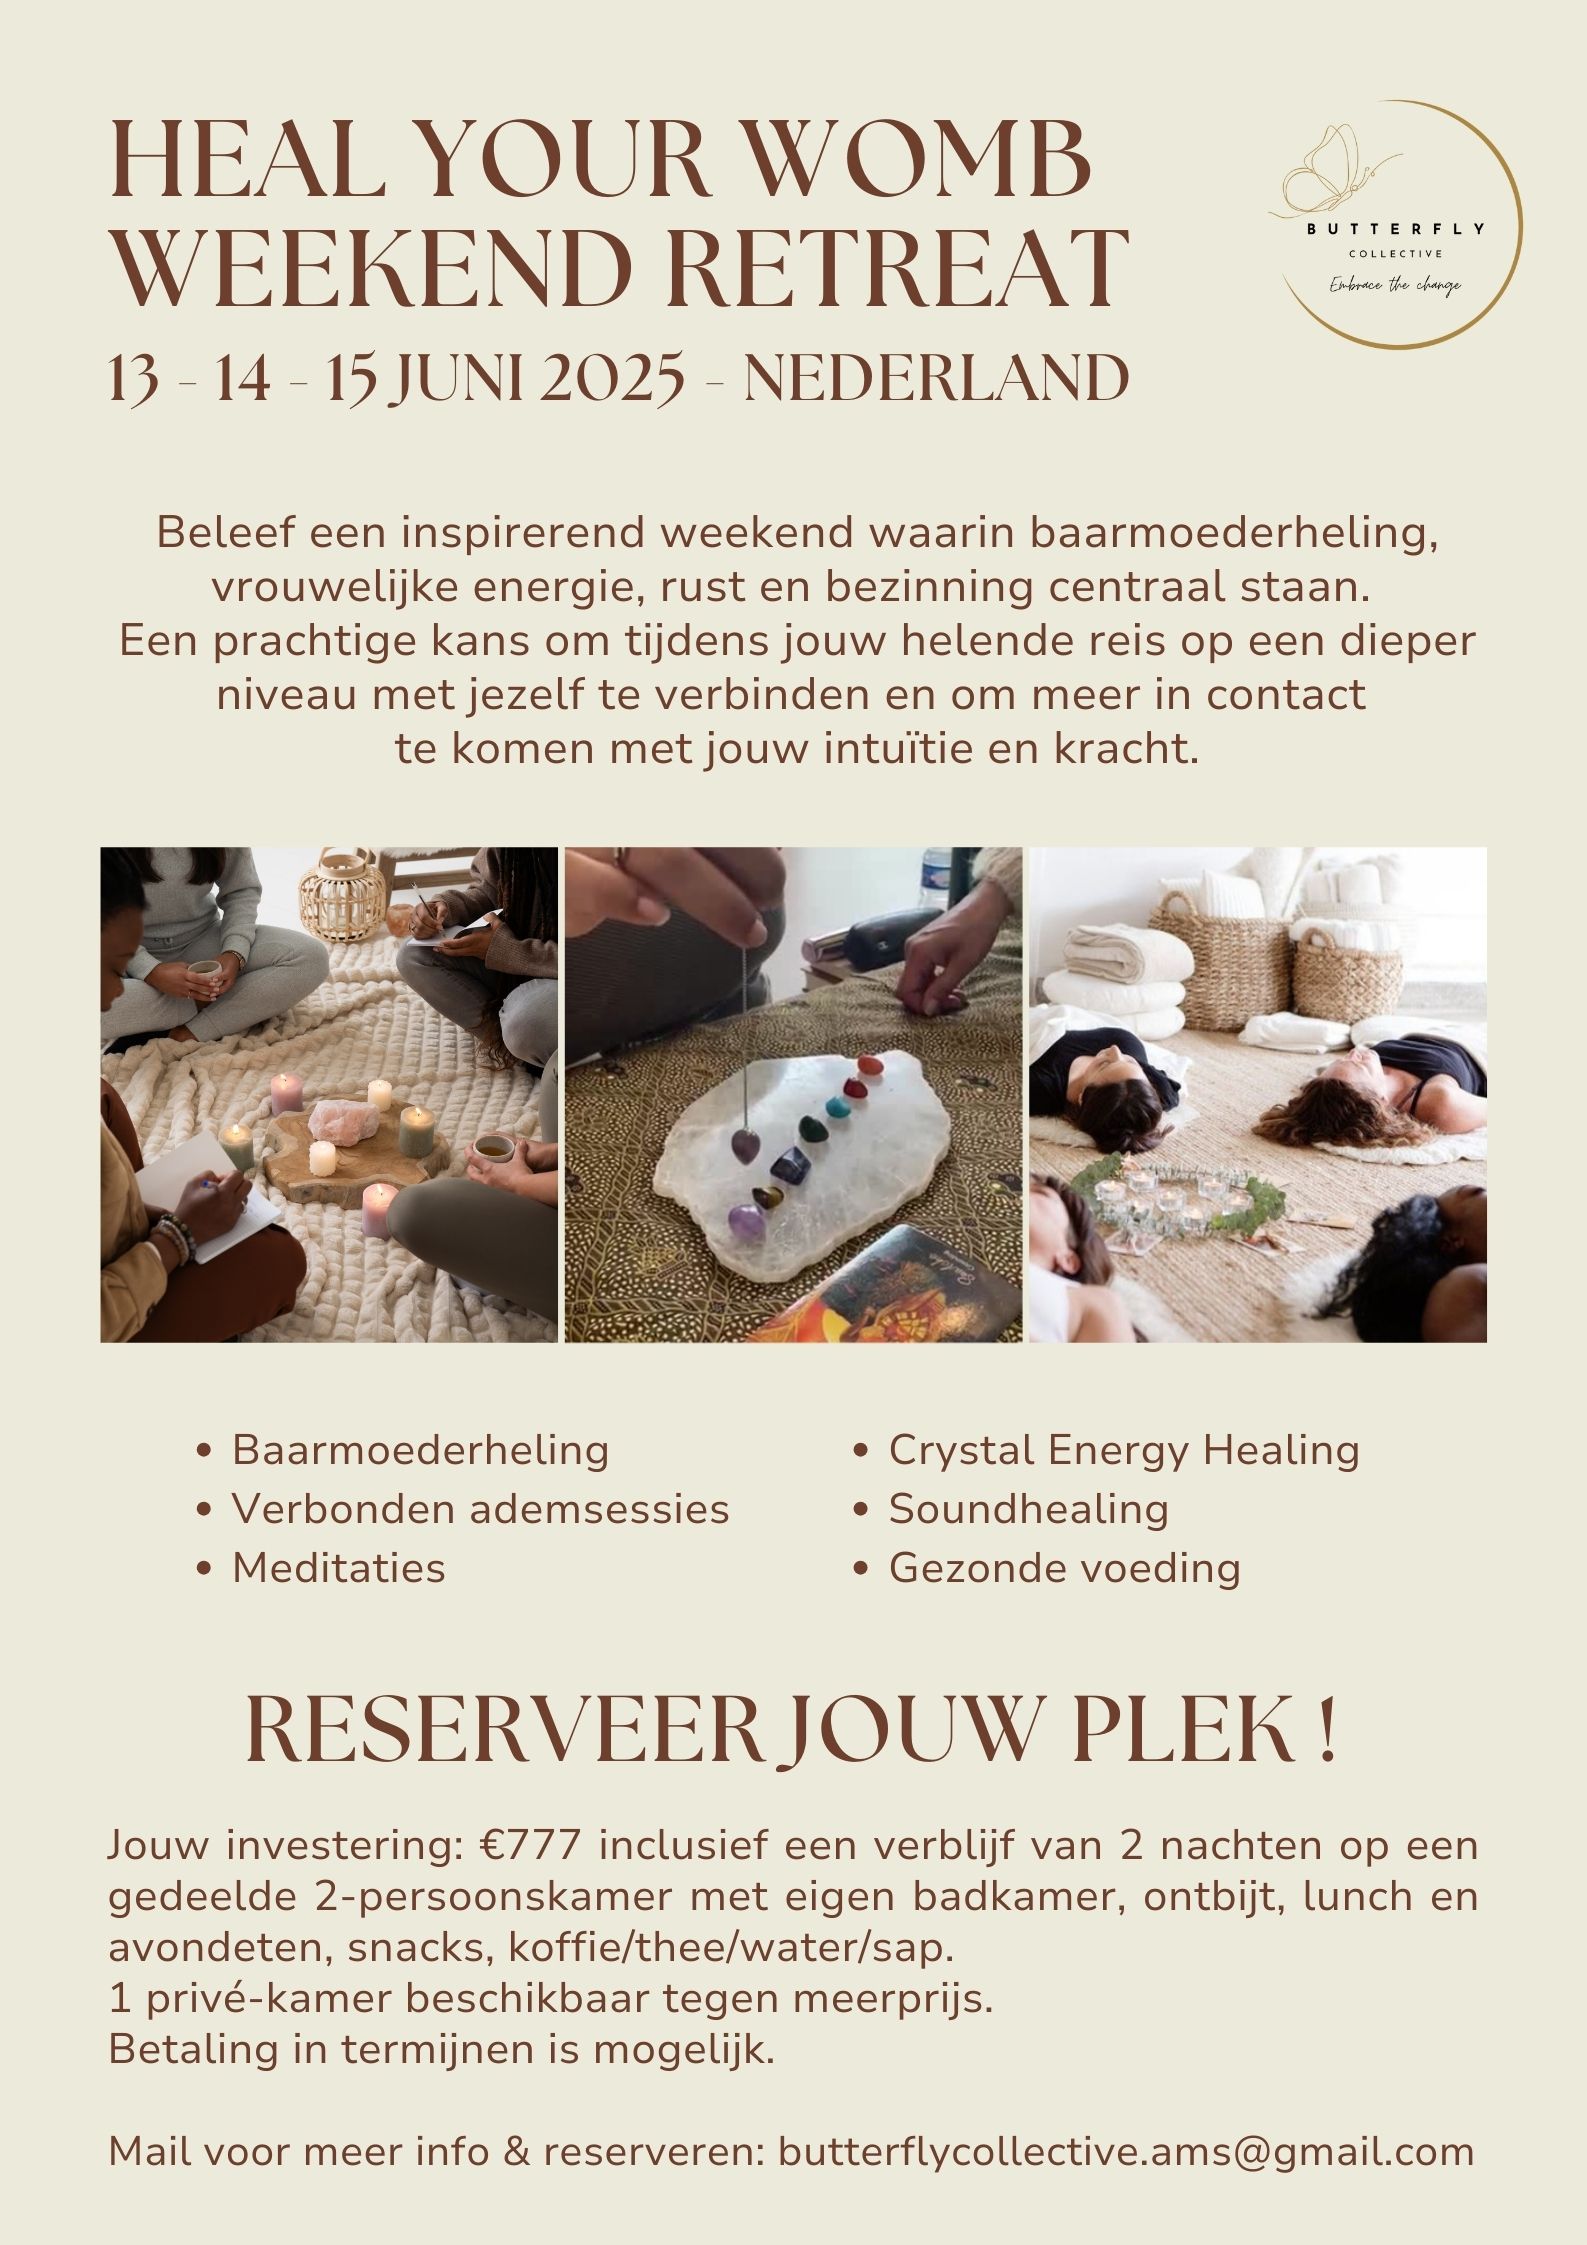 HEAL YOUR WOMB
WEEKEND RETREAT
13 - 14 - 15 JUNI 2025 - NEDERLAND
BUTTERFLY
COLLECTIVE
Embrace the change
Beleef een inspirerend weekend waarin baarmoederheling,
vrouwelijke energie, rust en bezinning centraal staan.
Een prachtige kans om tijdens jouw helende reis op een dieper
niveau met jezelf te verbinden en om meer in contact
te komen met jouw intuïtie en kracht.
• Baarmoederheling
• Verbonden ademsessies
• Meditaties
• Crystal Energy Healing
• Soundhealing
• Gezonde voeding
RESERVEER JOUW PLEK !
Jouw investering: €777 inclusief een verblijf van 2 nachten op een
gedeelde 2-persoonskamer met eigen badkamer, ontbijt, lunch en
avondeten, snacks, koffie/thee/water/sap.
1 privé-kamer beschikbaar tegen meerprijs.
Betaling in termijnen is mogelijk.
Mail voor meer info & reserveren: butterflycollective.ams@gmail.com